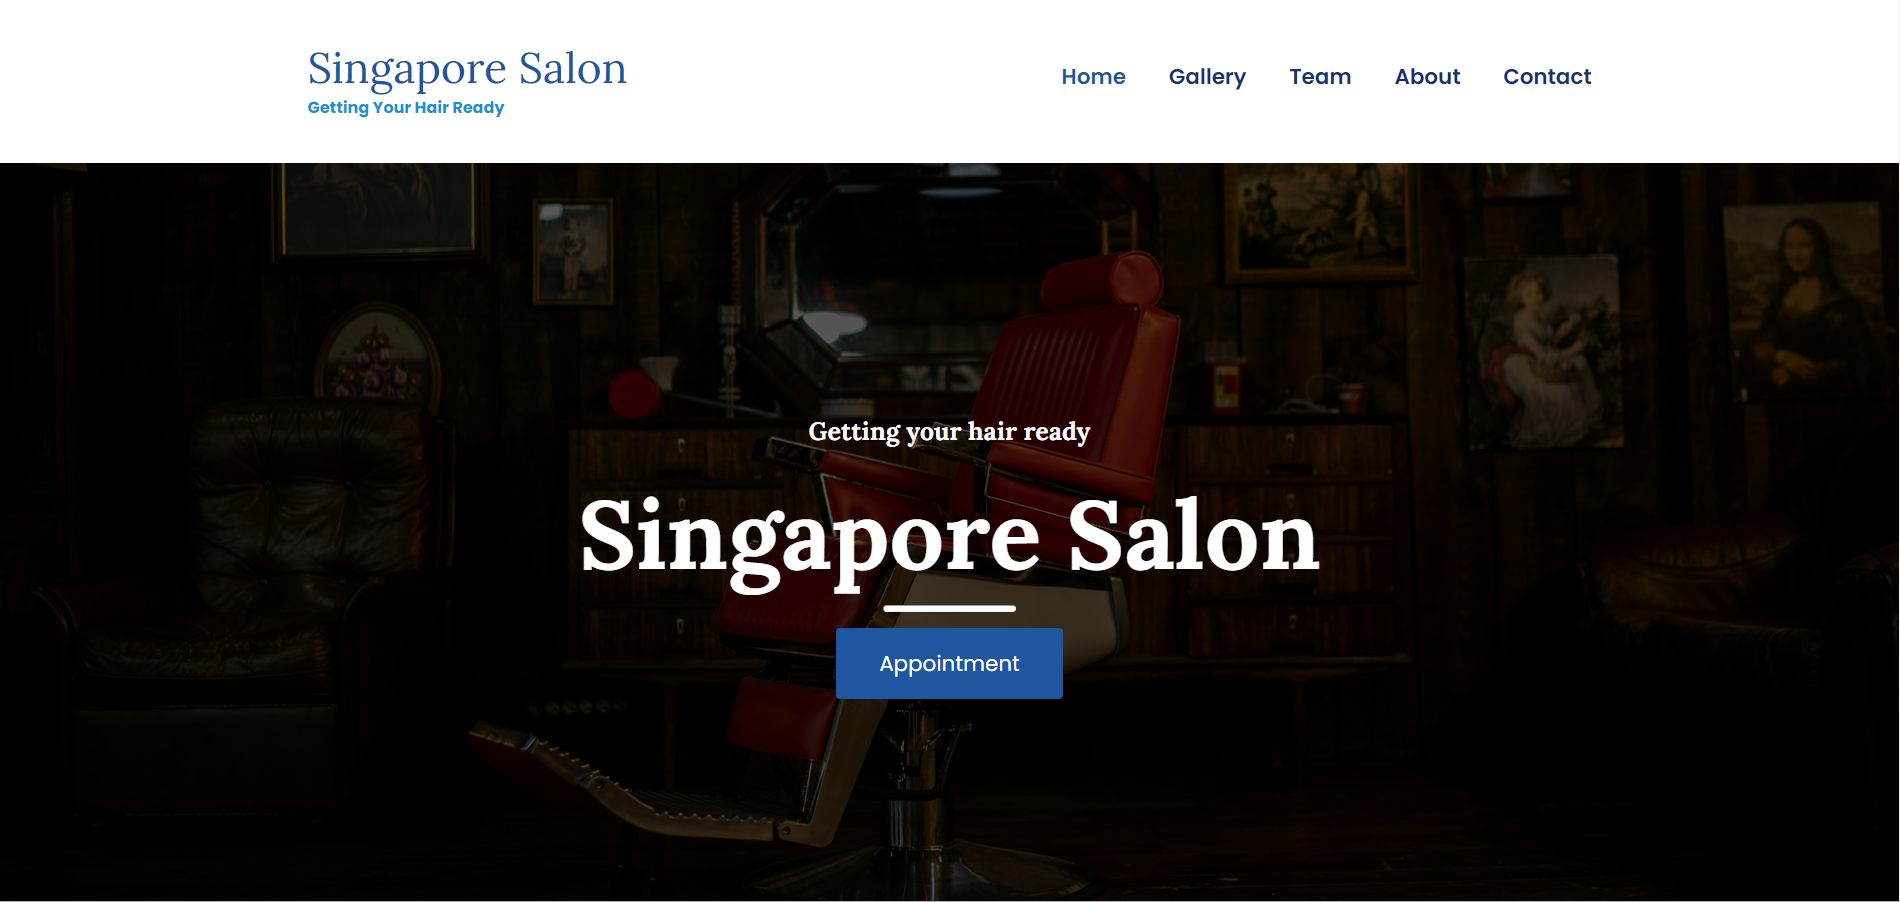 Singapore Salon
Getting Your Hair Ready
Home Gallery Team About Contact
Getting your hair ready
Singapore Salon
Appointment